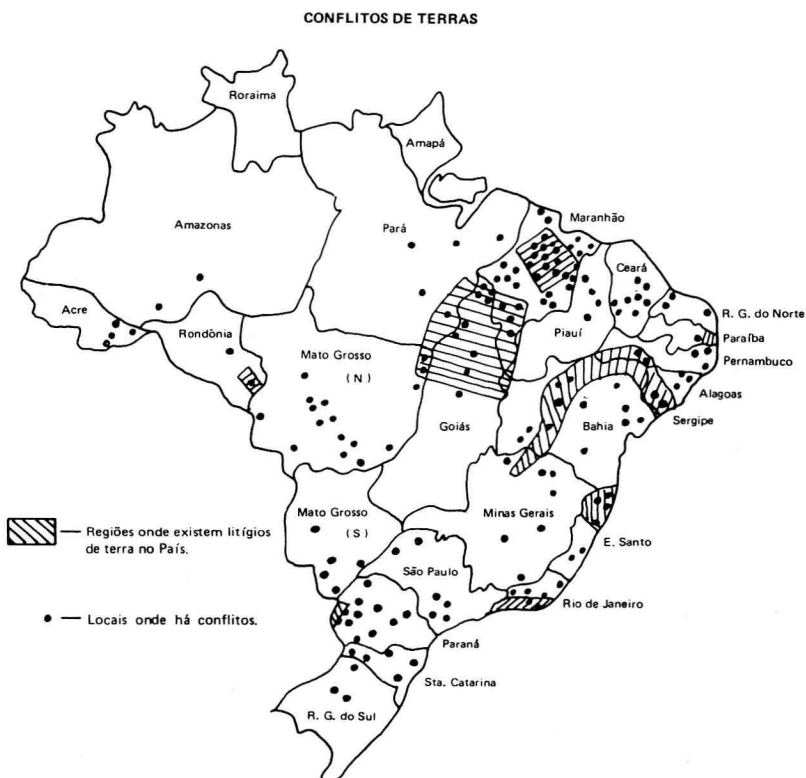 CONFLITOS DE TERRAS
Roraima
Amapá
Amazonas
Pará
Maranhão
Ceará
Acre
Rondônia
Mato Grosso
(N)
Piauí
R. G. do Norte
Paraíba
Pernambuco
Alagoas
Sergipe
Goiás
Bahia
Mato Grosso
(S)
Minas Gerais
E. Santo
São Paulo
Rio de Janeiro
Paraná
Sta. Catarina
R. G. do Sul
— Regiões onde existem litígios
de terra no País.
— Locais onde há conflitos.